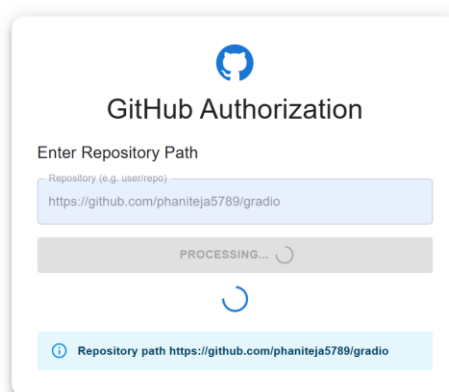 GitHub Authorization
Enter Repository Path
Repository (e.g. user/repo)
https://github.com/phaniteja5789/gradio
PROCESSING...
Repository path https://github.com/phaniteja5789/gradio